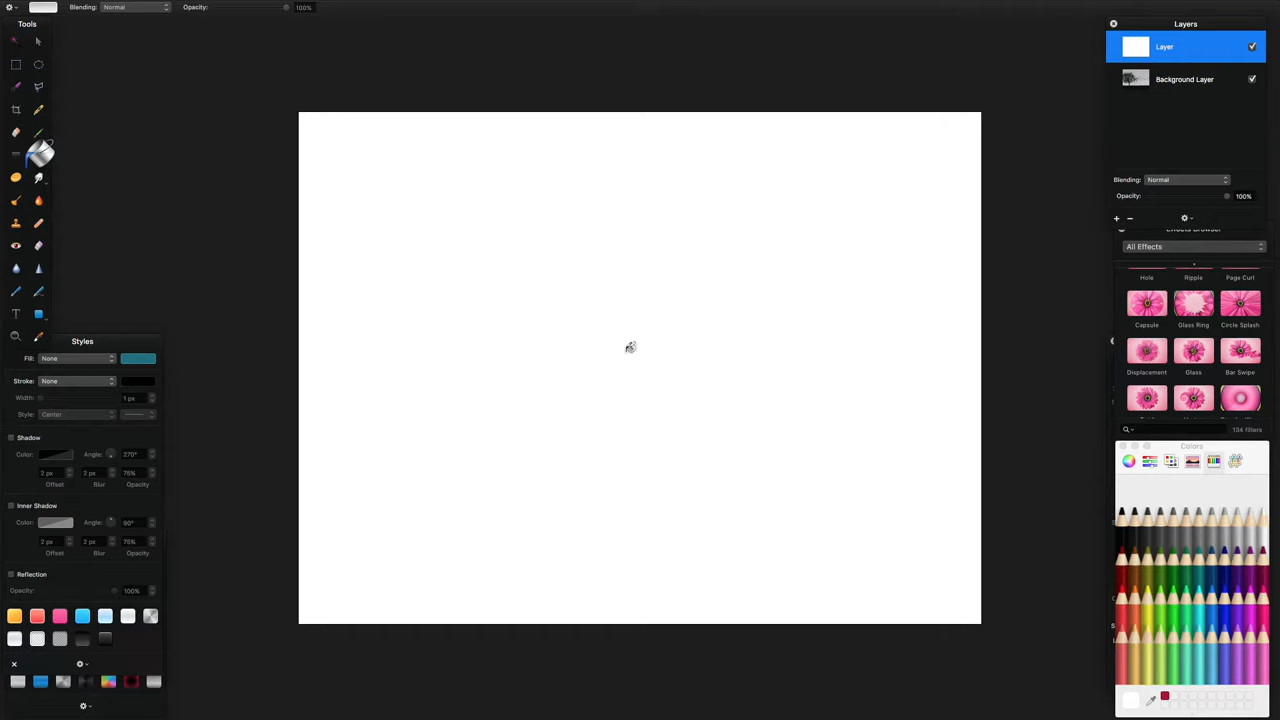 Blending: Normal Opacity: 100%
Tools
Layers
Layer
Background Layer
Blending: Normal
Opacity: 100%
Effects Browser
All Effects
Hole Ripple Page Curl
Capsule Glass Ring Circle Splash
Displacement Glass Bar Swipe
134 filters
Colors
Styles
Fill: None
Stroke: None
Width: 1 px
Style: Center
Shadow
Color: Angle: 270°
2 px 2 px 75%
Offset Blur Opacity
Inner Shadow
Color: Angle: 90°
2 px 2 px 75%
Offset Blur Opacity
Reflection
Opacity: 100%